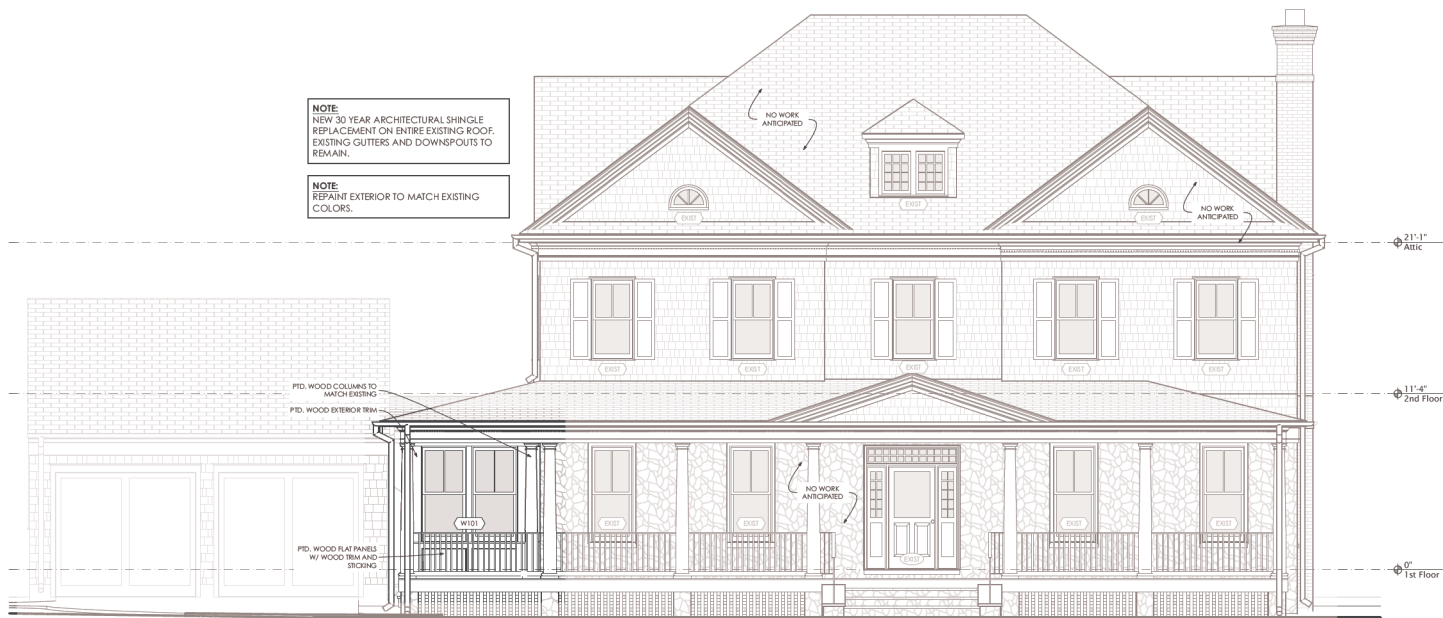 NOTE:
NEW 30 YEAR ARCHITECTURAL SHINGLE
REPLACEMENT ON ENTIRE EXISTING ROOF.
EXISTING GUTTERS AND DOWNSPOUTS TO
REMAIN.
NOTE:
REPAINT EXTERIOR TO MATCH EXISTING
COLORS.
NO WORK
ANTICIPATED
EXIST
EXIST
EXIST
NO WORK
ANTICIPATED
21'-1"
Attic
EXIST
EXIST
EXIST
EXIST
EXIST
PTD. WOOD COLUMNS TO
MATCH EXISTING
PTD. WOOD EXTERIOR TRIM
11'-4"
2nd Floor
NO WORK
ANTICIPATED
W101
EXIST
EXIST
EXIST
EXIST
EXIST
PTD. WOOD FLAT PANELS
W/ WOOD TRIM AND
STICKING
0"
1st Floor